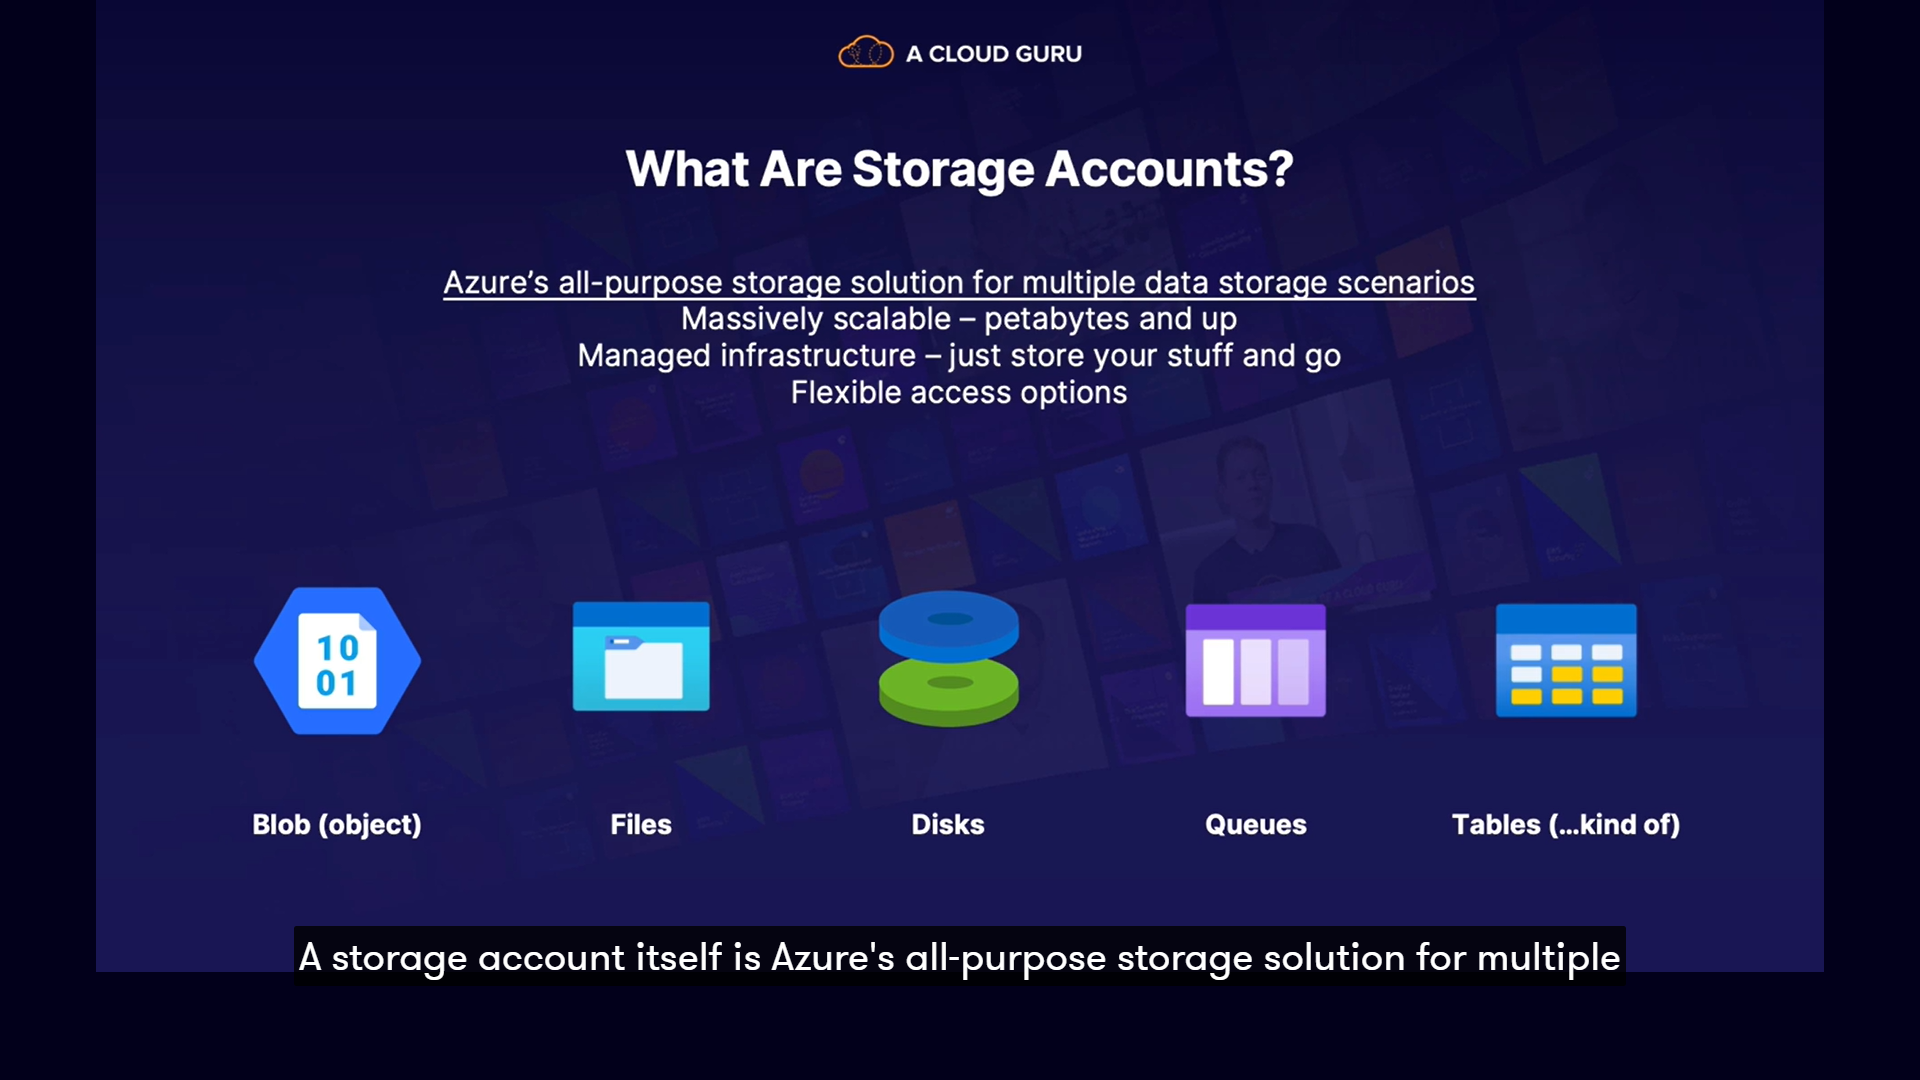 A CLOUD GURU
What Are Storage Accounts?
Azure’s all-purpose storage solution for multiple data storage scenarios
Massively scalable – petabytes and up
Managed infrastructure – just store your stuff and go
Flexible access options
10
01
Blob (object)
Files
Disks
Queues
Tables (...kind of)
A storage account itself is Azure's all-purpose storage solution for multiple